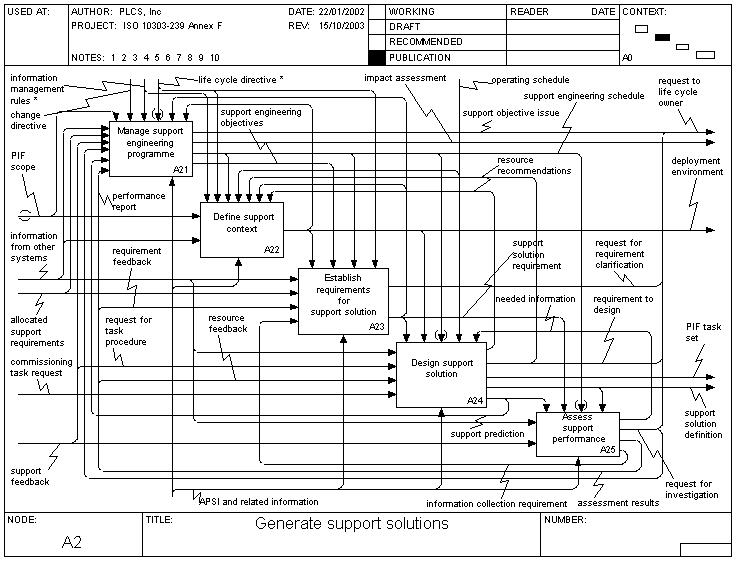 USED AT:
AUTHOR: PLCS, Inc
DATE: 22/01/2002
PROJECT: ISO 10303-239 Annex F
REV: 15/10/2003
NOTES: 1 2 3 4 5 6 7 8 9 10
WORKING
DRAFT
RECOMMENDED
PUBLICATION
READER
DATE
CONTEXT:
A0
information
management
rules *
change
directive
life cycle directive *
impact assessment
operating schedule
request to
life cycle
owner
support engineering
objectives
support engineering schedule
support objective issue
Manage support
engineering
programme
A21
PIF
scope
performance
report
resource
recommendations
deployment
environment
Define support
context
A22
information
from other
systems
requirement
feedback
support
solution
requirement
request for
requirement
clarification
Establish
requirements
for
support solution
A23
allocated
support
requirements
request for
task
procedure
resource
feedback
needed information
requirement to
design
PIF task
set
commissioning
task request
Design support
solution
A24
support prediction
Assess
support
performance
A25
support
solution
definition
support
feedback
APSI and related information
information collection requirement
assessment results
request for
investigation
NODE:
A2
TITLE:
Generate support solutions
NUMBER: